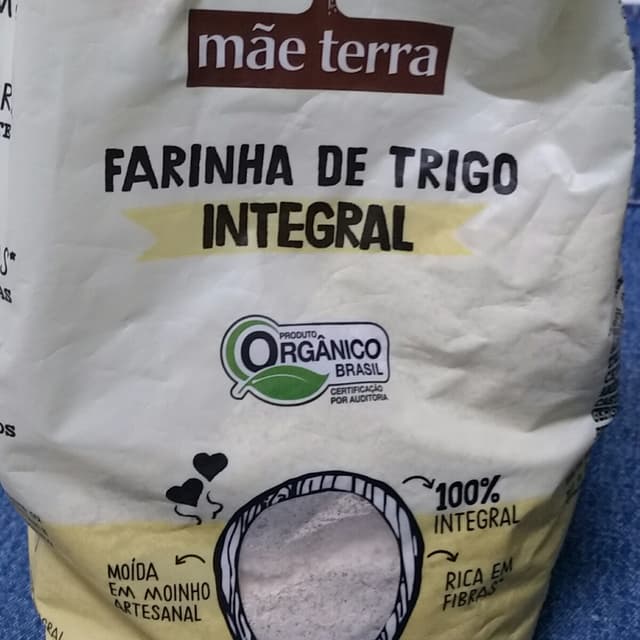 mãe terra
FARINHA DE TRIGO
INTEGRAL
PRODUTO
ORGÂNICO
BRASIL
CERTIFICAÇÃO
POR AUDITORIA
100%
INTEGRAL
MOÍDA
EM MOINHO
ARTESANAL
RICA EM
FIBRAS